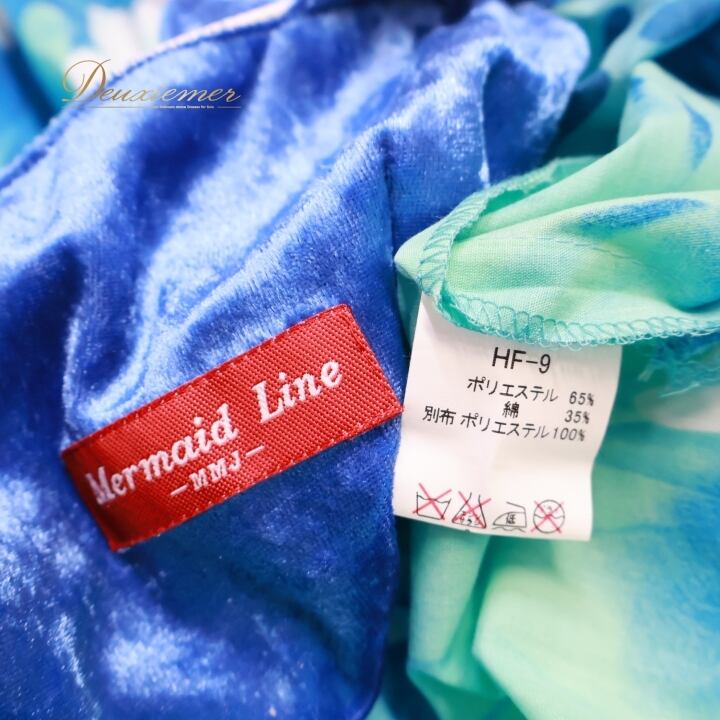 Deuxiemer
Mermaid Line
-MMJ-
HF-9
ポリエステル 65%
綿 35%
別布 ポリエステル100%